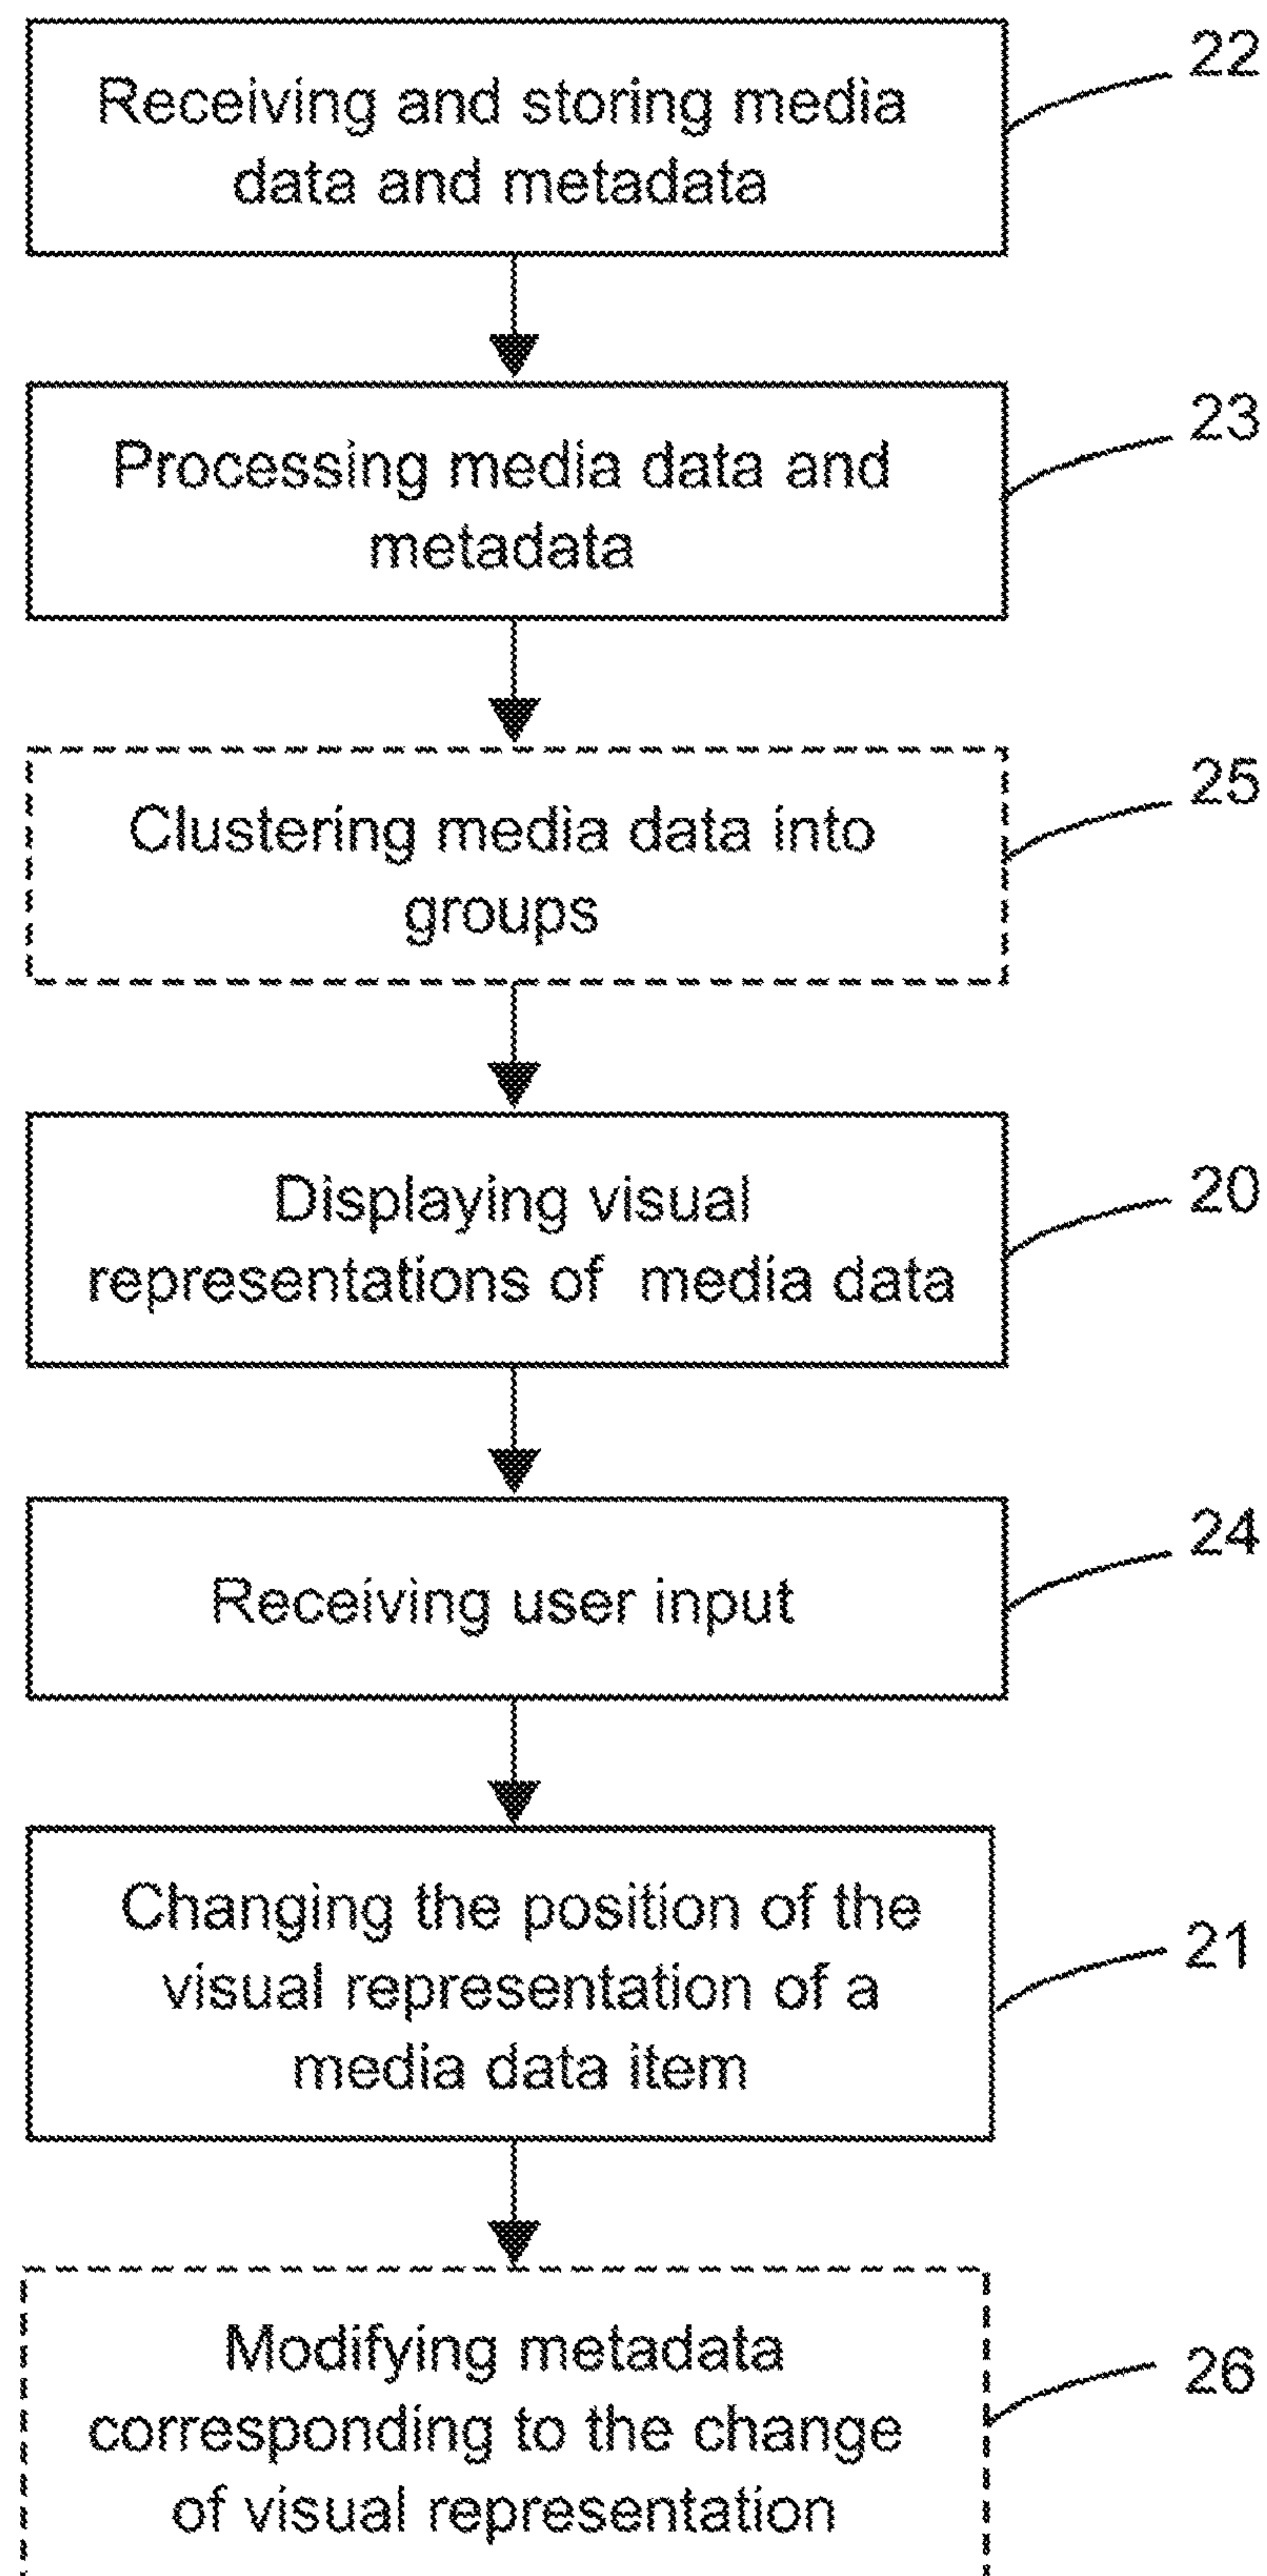 Receiving and storing media
data and metadata
22
Processing media data and
metadata
23
Clustering media data into
groups
25
Displaying visual
representations of media data
20
Receiving user input
24
Changing the position of the
visual representation of a
media data item
21
Modifying metadata
corresponding to the change
of visual representation
26